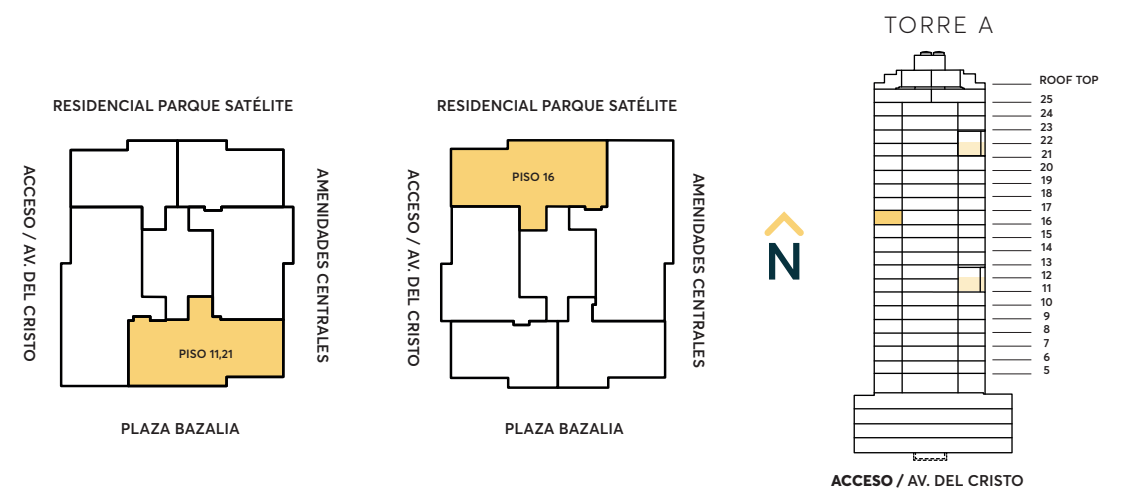 RESIDENCIAL PARQUE SATÉLITE
ACCESO / AV. DEL CRISTO
PISO 11,21
AMENIDADES CENTRALES
PLAZA BAZALIA
RESIDENCIAL PARQUE SATÉLITE
ACCESO / AV. DEL CRISTO
PISO 16
AMENIDADES CENTRALES
PLAZA BAZALIA
N
TORRE A
ROOF TOP
25
24
23
22
21
20
19
18
17
16
15
14
13
12
11
10
9
8
7
6
5
ACCESO / AV. DEL CRISTO